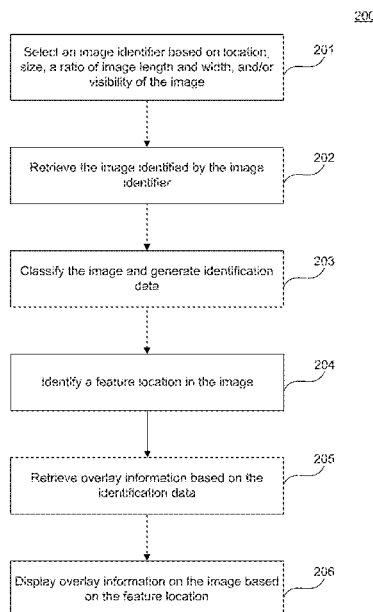 200
Select an image identifier based on location,
size, a ratio of image length and width, and/or
visibility of the image
201
Retrieve the image identified by the image
identifier
202
Classify the image and generate identification
data
203
Identify a feature location in the image
204
Retrieve overlay information based on the
identification data
205
Display overlay information on the image based
on the feature location
206